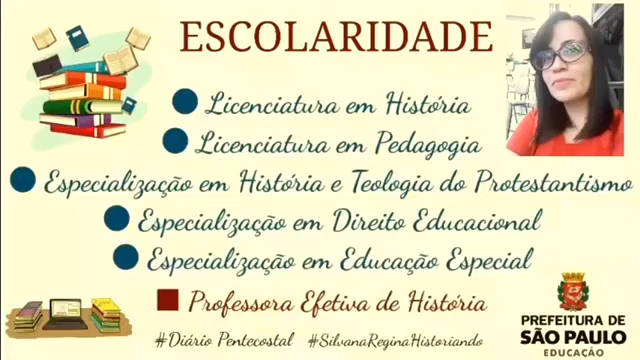 ESCOLARIDADE
Licenciatura em História
Licenciatura em Pedagogia
Especialização em História e Teologia do Protestantismo
Especialização em Direito Educacional
Especialização em Educação Especial
Professora Efetiva de História
#Diário Pentecostal #SilvanaReginaHistoriando
PREFEITURA DE
SÃO PAULO
EDUCAÇÃO